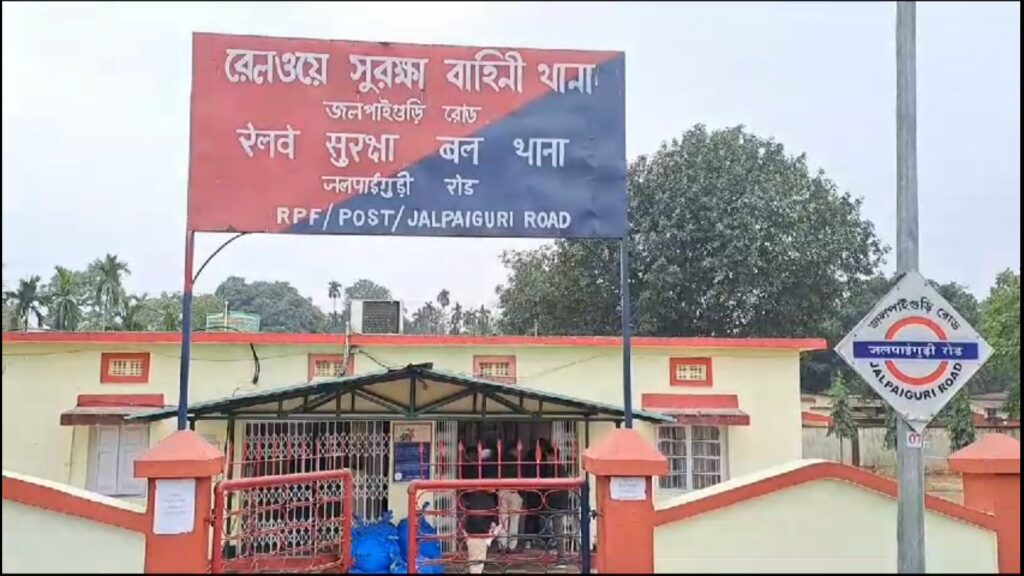 রেলওয়ে সুরক্ষা বাহিনী থানা
জলপাইগুড়ি রোড
रेलवे सुरक्षा बल थाना
जलपाईगुड़ी रोड
RPF/POST/JALPAIGURI ROAD
জলপাইগুড়ি রোড
जलपाईगुड़ी रोड
JALPAIGURI ROAD
07